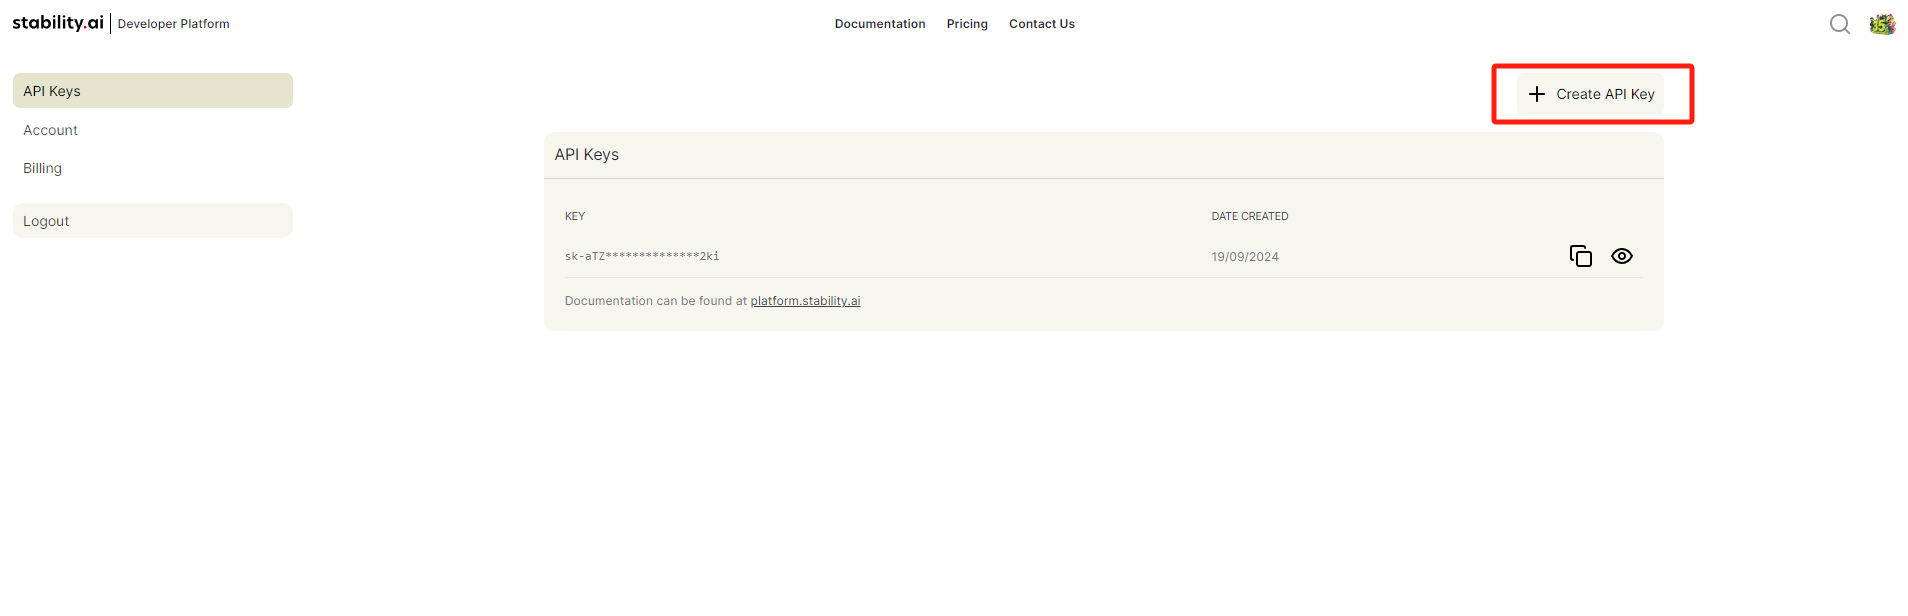 stability.ai Developer Platform Documentation Pricing Contact Us
API Keys
Account
Billing
Logout
+ Create API Key
API Keys
KEY DATE CREATED
sk-aTZ**************2ki 19/09/2024
Documentation can be found at platform.stability.ai